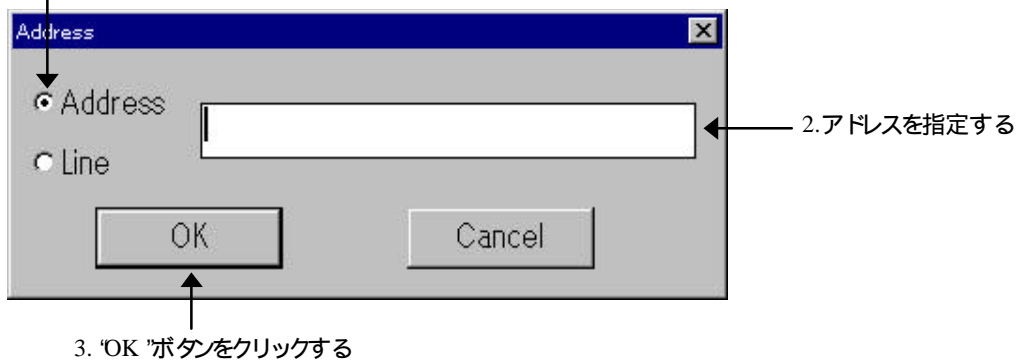 Address
Address
2.アドレスを指定する
Line
OK
Cancel
3. “OK ”ボタンをクリックする